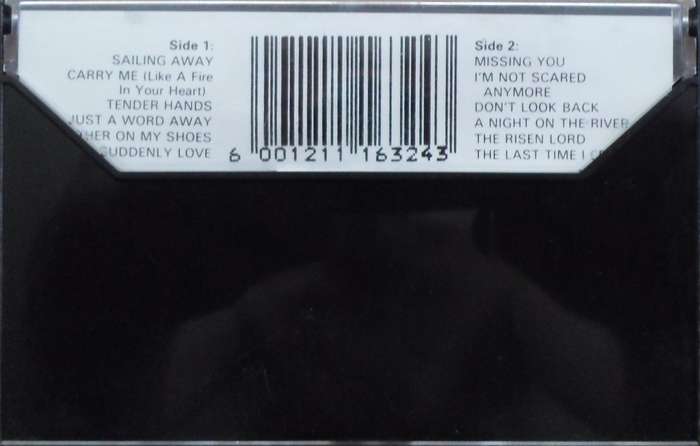 Side 1:
SAILING AWAY
CARRY ME (Like A Fire
In Your Heart)
TENDER HANDS
JUST A WORD AWAY
ON MY SHOES
SUDDENLY LOVE
6 001211 163243
Side 2:
MISSING YOU
I'M NOT SCARED
ANYMORE
DON'T LOOK BACK
A NIGHT ON THE RIVER
THE RISEN LORD
THE LAST TIME I